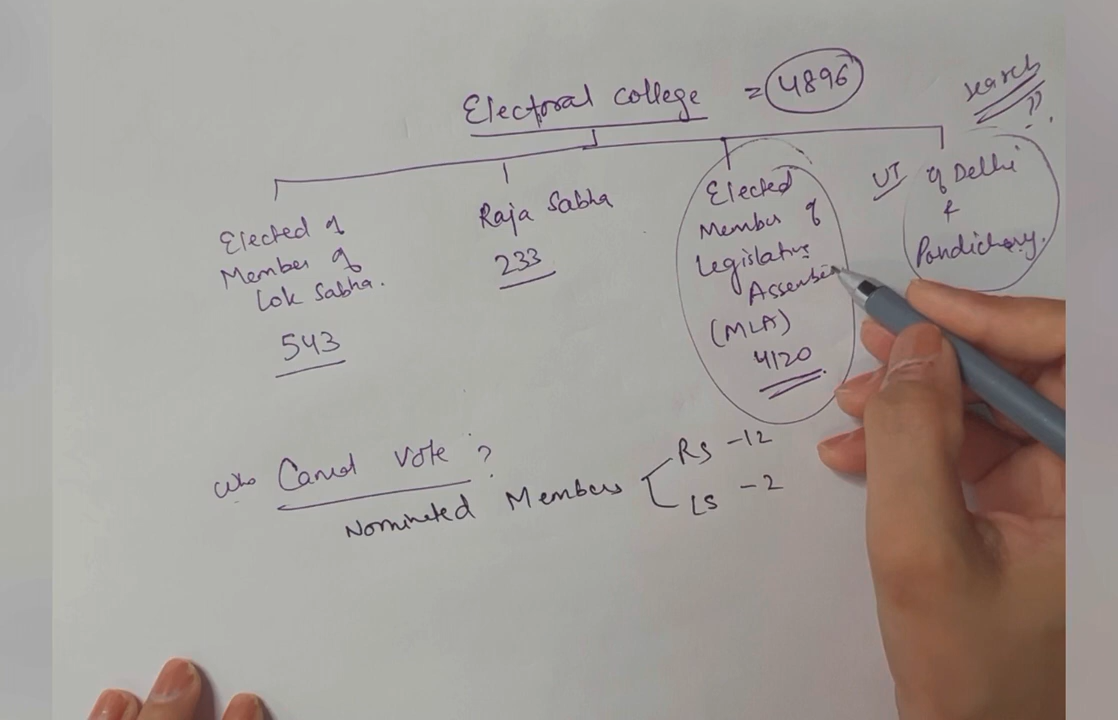 Electoral college = 4896
search
??.
Elected of
Member of
Lok Sabha.
543
Raja Sabha
233
Elected
Member of
Legislative
Assembly
(MLA)
4120
UT of Delhi
&
Pondichery.
who Cannot Vote ?
Nominated Members
RS - 12
LS - 2